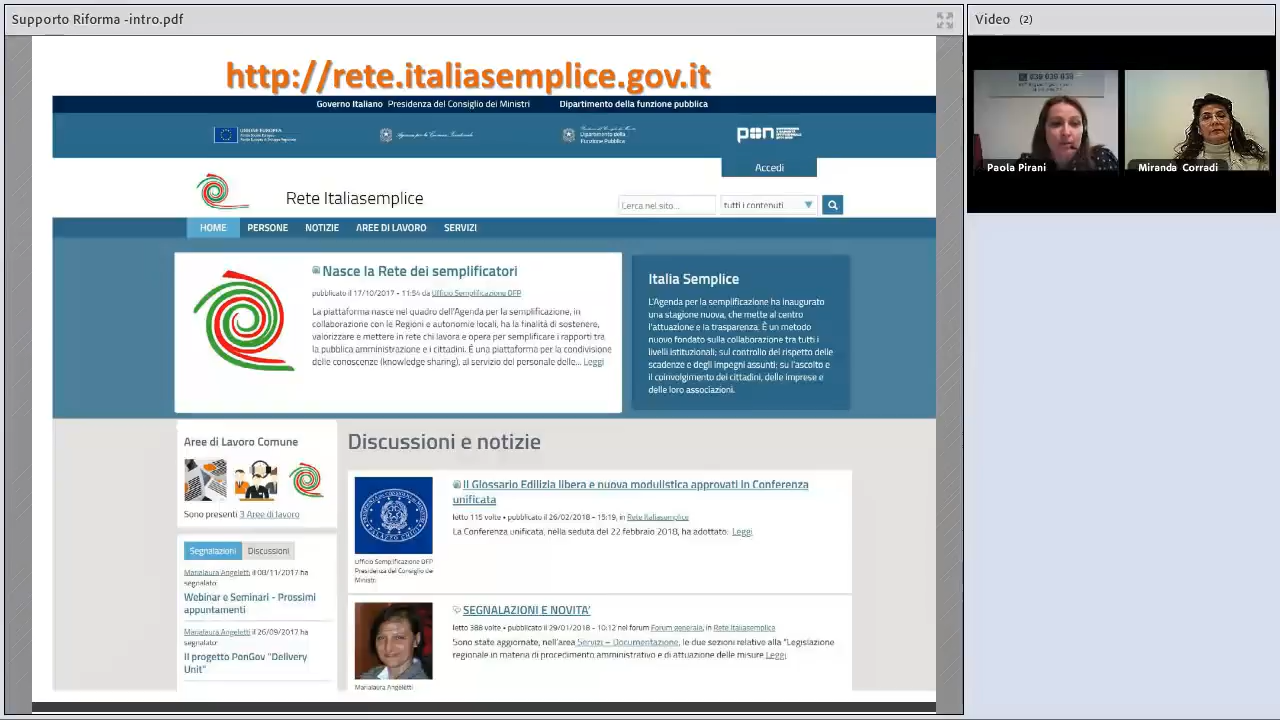 Supporto Riforma -intro.pdf
Video (2)
http://rete.italiasemplice.gov.it
Governo Italiano Presidenza del Consiglio dei Ministri Dipartimento della funzione pubblica
UNIONE EUROPEA
pon
Accedi
Rete Italiasemplice
Cerca nel sito...
tutti i contenuti
HOME PERSONE NOTIZIE AREE DI LAVORO SERVIZI
Nasce la Rete dei semplificatori
pubblicato il 17/10/2017 - 11:54 da Ufficio Semplificazione DFP
La piattaforma nasce nel quadro dell'Agenda per la semplificazione, in
collaborazione con le Regioni e autonomie locali, ha la finalità di sostenere,
valorizzare e mettere in rete chi lavora e opera per semplificare i rapporti tra
la pubblica amministrazione e i cittadini. È una piattaforma per la condivisione
delle conoscenze (knowledge sharing), al servizio del personale delle... Leggi
Italia Semplice
L'Agenda per la semplificazione ha inaugurato
una stagione nuova, che mette al centro
l'attuazione e la trasparenza. È un metodo
nuovo fondato sulla collaborazione tra tutti i
livelli istituzionali; sul controllo del rispetto delle
scadenze e degli impegni assunti; su l'ascolto e
il coinvolgimento dei cittadini, delle imprese e
delle loro associazioni.
Aree di Lavoro Comune
Sono presenti 3 Aree di lavoro
Segnalazioni Discussioni
Marialaura Angeletti il 08/11/2017 ha
segnalato:
Webinar e Seminari - Prossimi
appuntamenti
Marialaura Angeletti il 26/09/2017 ha
segnalato:
Il progetto PonGov "Delivery
Unit"
Discussioni e notizie
Il Glossario Edilizia libera e nuova modulistica approvati in Conferenza
unificata
letto 115 volte • pubblicato il 26/02/2018 - 15:19, in Rete Italiasemplice
La Conferenza unificata, nella seduta del 22 febbraio 2018, ha adottato: Leggi
Ufficio Semplificazione DFP
Presidenza del Consiglio dei
Ministri
SEGNALAZIONI E NOVITA'
letto 388 volte • pubblicato il 29/01/2018 - 10:12 nel forum Forum generale, in Rete Italiasemplice
Sono state aggiornate, nell'area Servizi – Documentazione, le due sezioni relative alla "Legislazione
regionale in materia di procedimento amministrativo e di attuazione delle misure Leggi
Marialaura Angeletti
Paola Pirani
Miranda Corradi